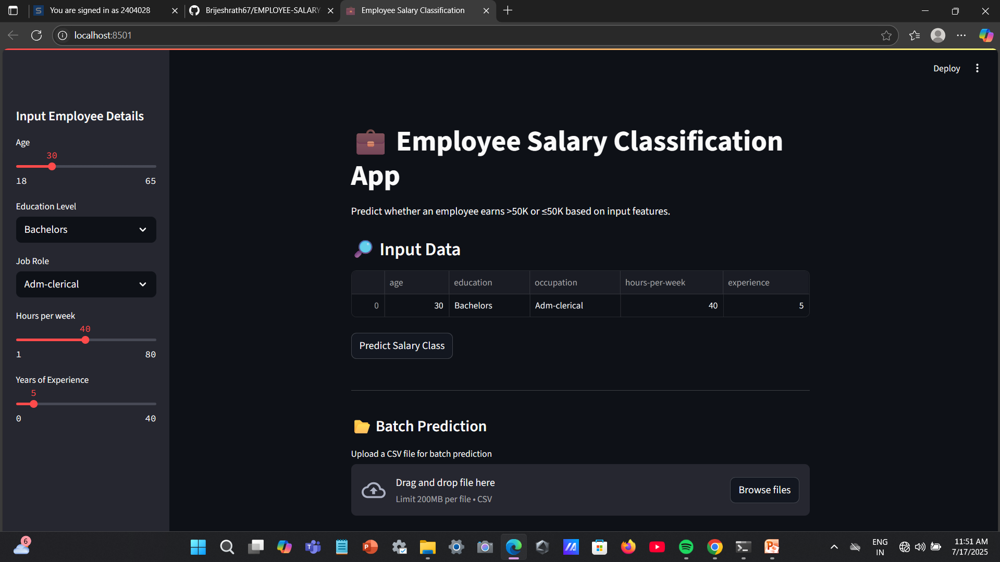 You are signed in as 2404028
Brijeshrath67/EMPLOYEE-SALARY
Employee Salary Classification
localhost:8501
Deploy
Input Employee Details
Age
30
18 65
Education Level
Bachelors
Job Role
Adm-clerical
Hours per week
40
1 80
Years of Experience
5
0 40
Employee Salary Classification
App
Predict whether an employee earns >50K or ≤50K based on input features.
Input Data
age education occupation hours-per-week experience
0 30 Bachelors Adm-clerical 40 5
Predict Salary Class
Batch Prediction
Upload a CSV file for batch prediction
Drag and drop file here
Limit 200MB per file • CSV
Browse files
6
ENG
IN
11:51 AM
7/17/2025